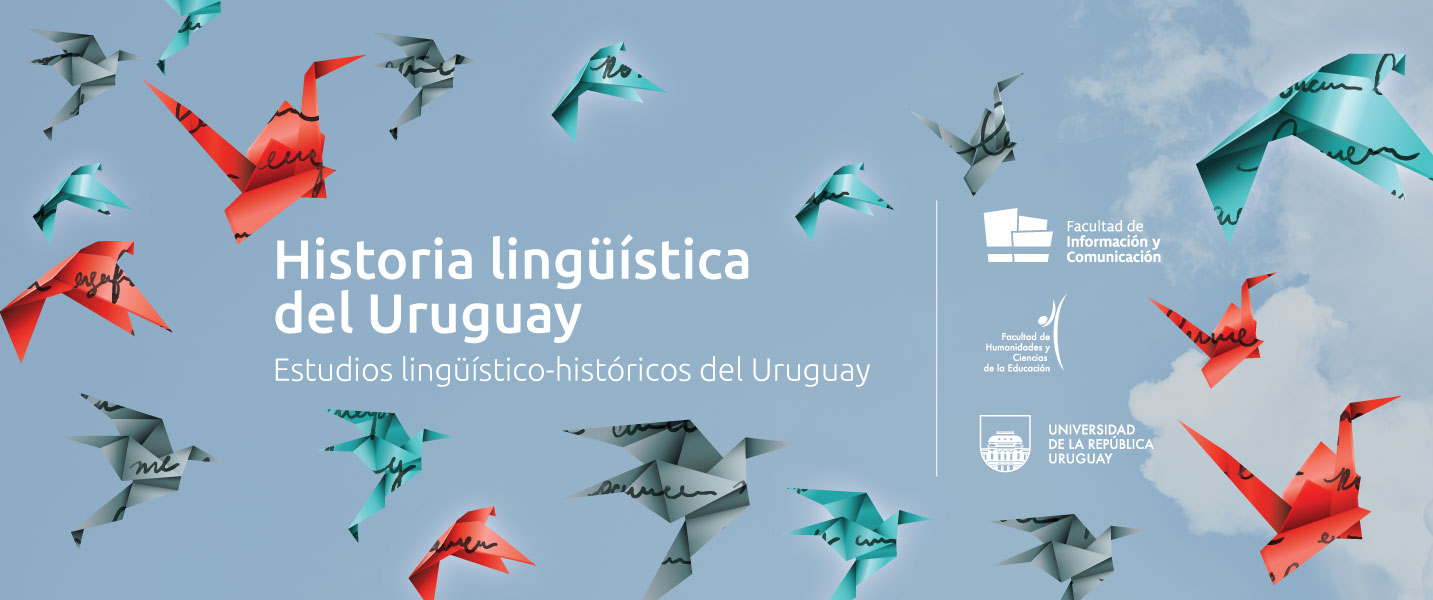 Historia lingüística
del Uruguay
Estudios lingüístico-históricos del Uruguay
Facultad de
Información y
Comunicación
Facultad de
Humanidades y
Ciencias
de la Educación
UNIVERSIDAD
DE LA REPÚBLICA
URUGUAY
me
y